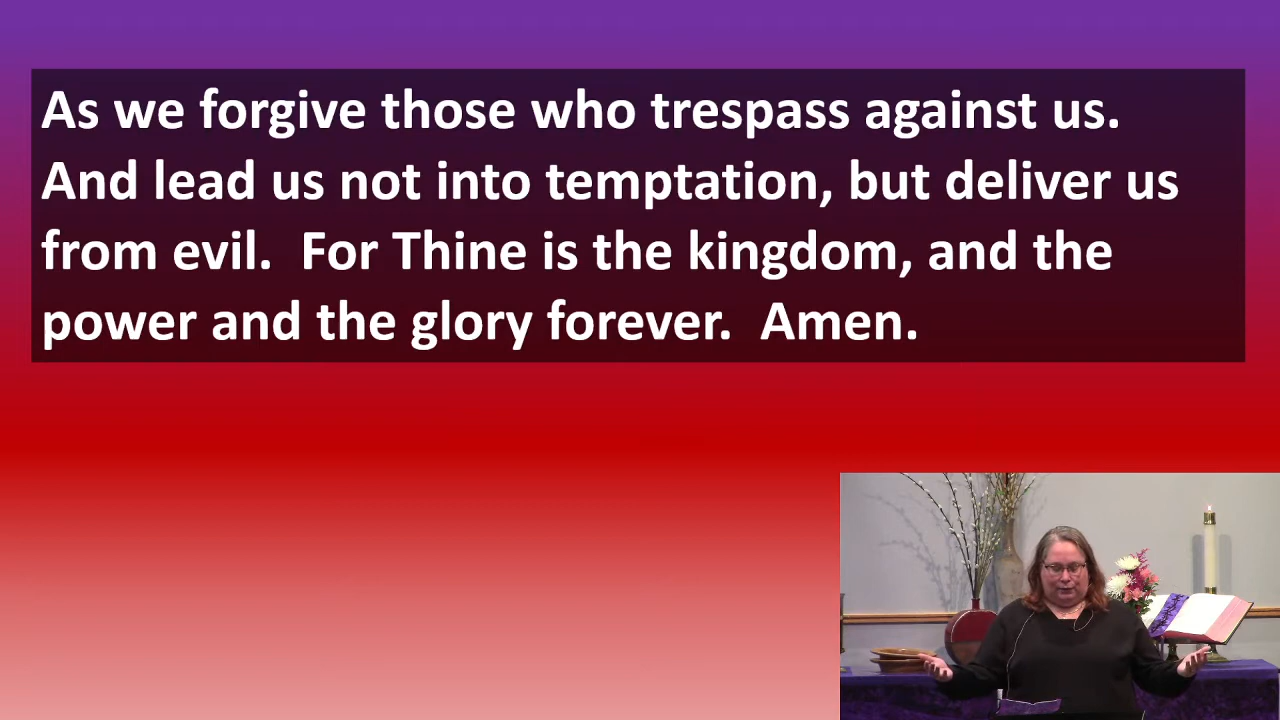 As we forgive those who trespass against us.
And lead us not into temptation, but deliver us
from evil.  For Thine is the kingdom, and the
power and the glory forever.  Amen.